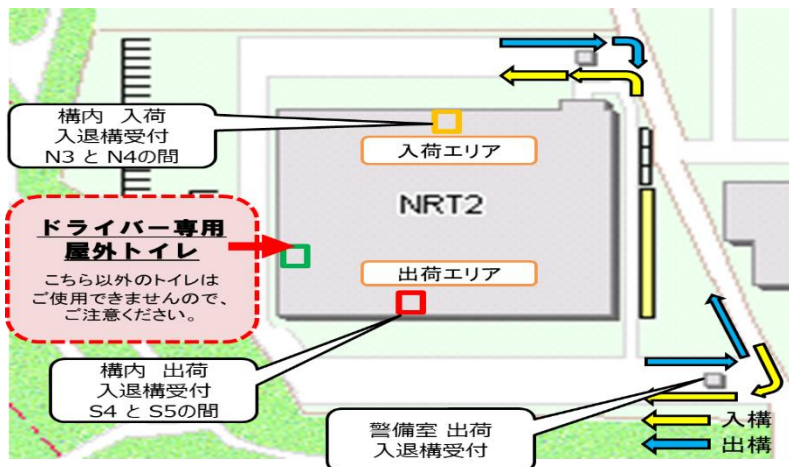 構内 入荷
入退構受付
N3 と N4の間
入荷エリア
NRT2
ドライバー専用
屋外トイレ
こちら以外のトイレは
ご使用できませんので、
ご注意ください。
出荷エリア
構内 出荷
入退構受付
S4 と S5の間
警備室 出荷
入退構受付
入構
出構